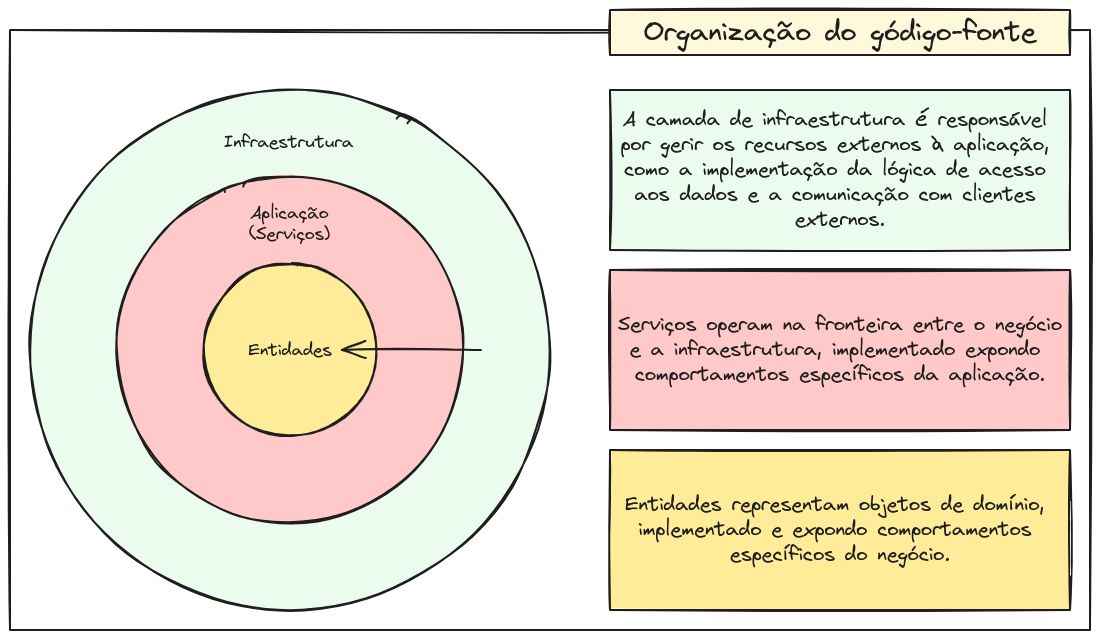 Organização do gódigo-fonte
Infraestrutura
Aplicação
(Serviços)
Entidades
A camada de infraestrutura é responsável
por gerir os recursos externos à aplicação,
como a implementação da lógica de acesso
aos dados e a comunicação com clientes
externos.
Serviços operam na fronteira entre o negócio
e a infraestrutura, implementado expondo
comportamentos específicos da aplicação.
Entidades representam objetos de domínio,
implementado e expondo comportamentos
específicos do negócio.